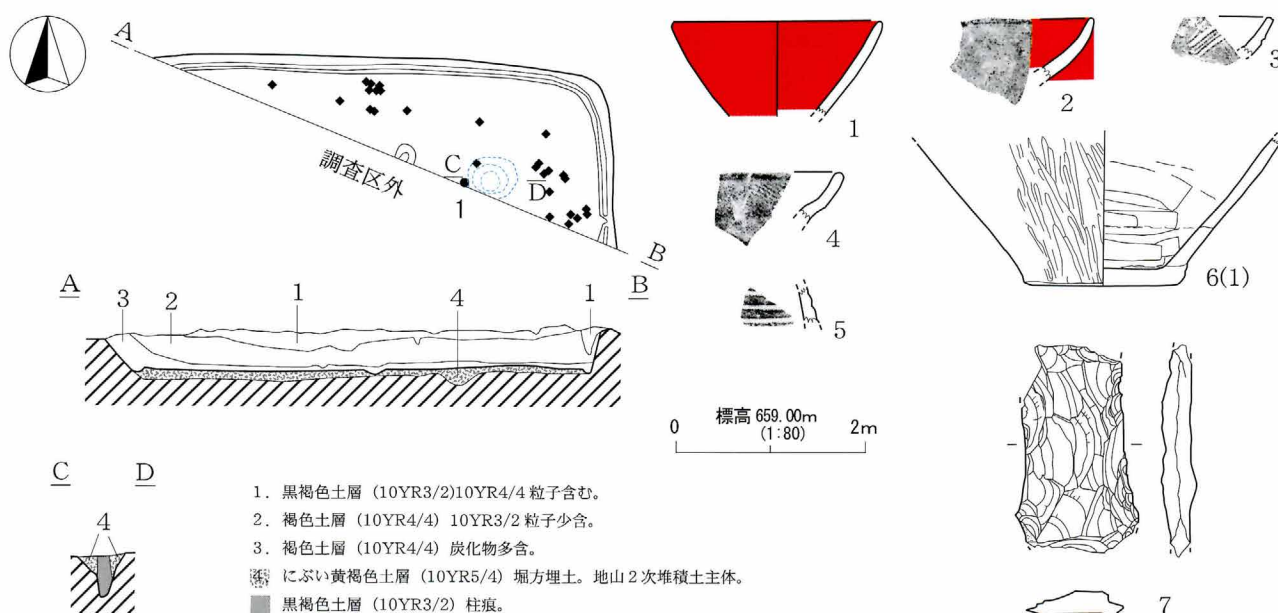 A
調査区外
C
D
1
B
A
B
3
2
1
4
1
C
D
4
1. 黒褐色土層 (10YR3/2)10YR4/4 粒子含む。
2. 褐色土層 (10YR4/4) 10YR3/2 粒子少含。
3. 褐色土層 (10YR4/4) 炭化物多含。
4. にぶい黄褐色土層 (10YR5/4) 堀方埋土。地山2次堆積土主体。
黒褐色土層 (10YR3/2) 柱痕。
1
2
3
4
5
6(1)
標高 659.00m
0 (1:80) 2m
7